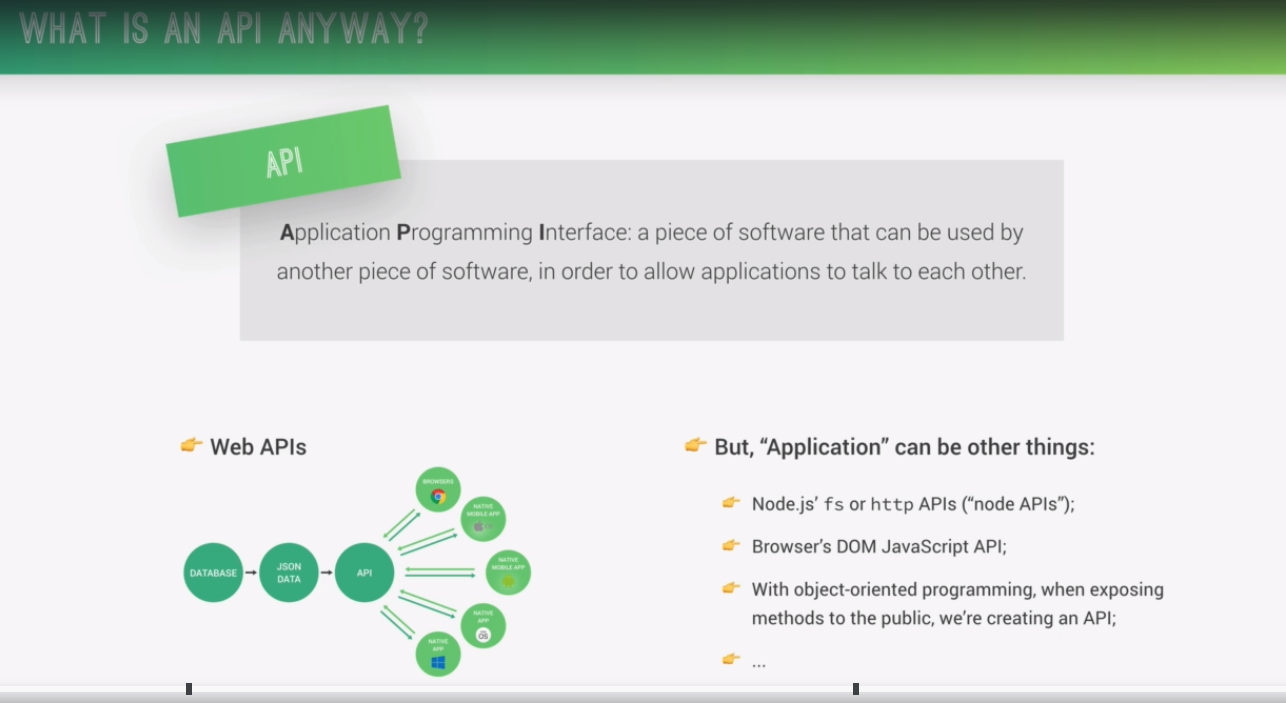 WHAT IS AN API ANYWAY?
API
Application Programming Interface: a piece of software that can be used by
another piece of software, in order to allow applications to talk to each other.
Web APIs
BROWSERS
NATIVE
MOBILE APP
DATABASE
JSON
DATA
API
NATIVE
MOBILE APP
NATIVE
APP
OS
NATIVE
APP
But, “Application” can be other things:
Node.js’ fs or http APIs (“node APIs”);
Browser’s DOM JavaScript API;
With object-oriented programming, when exposing
methods to the public, we’re creating an API;
...